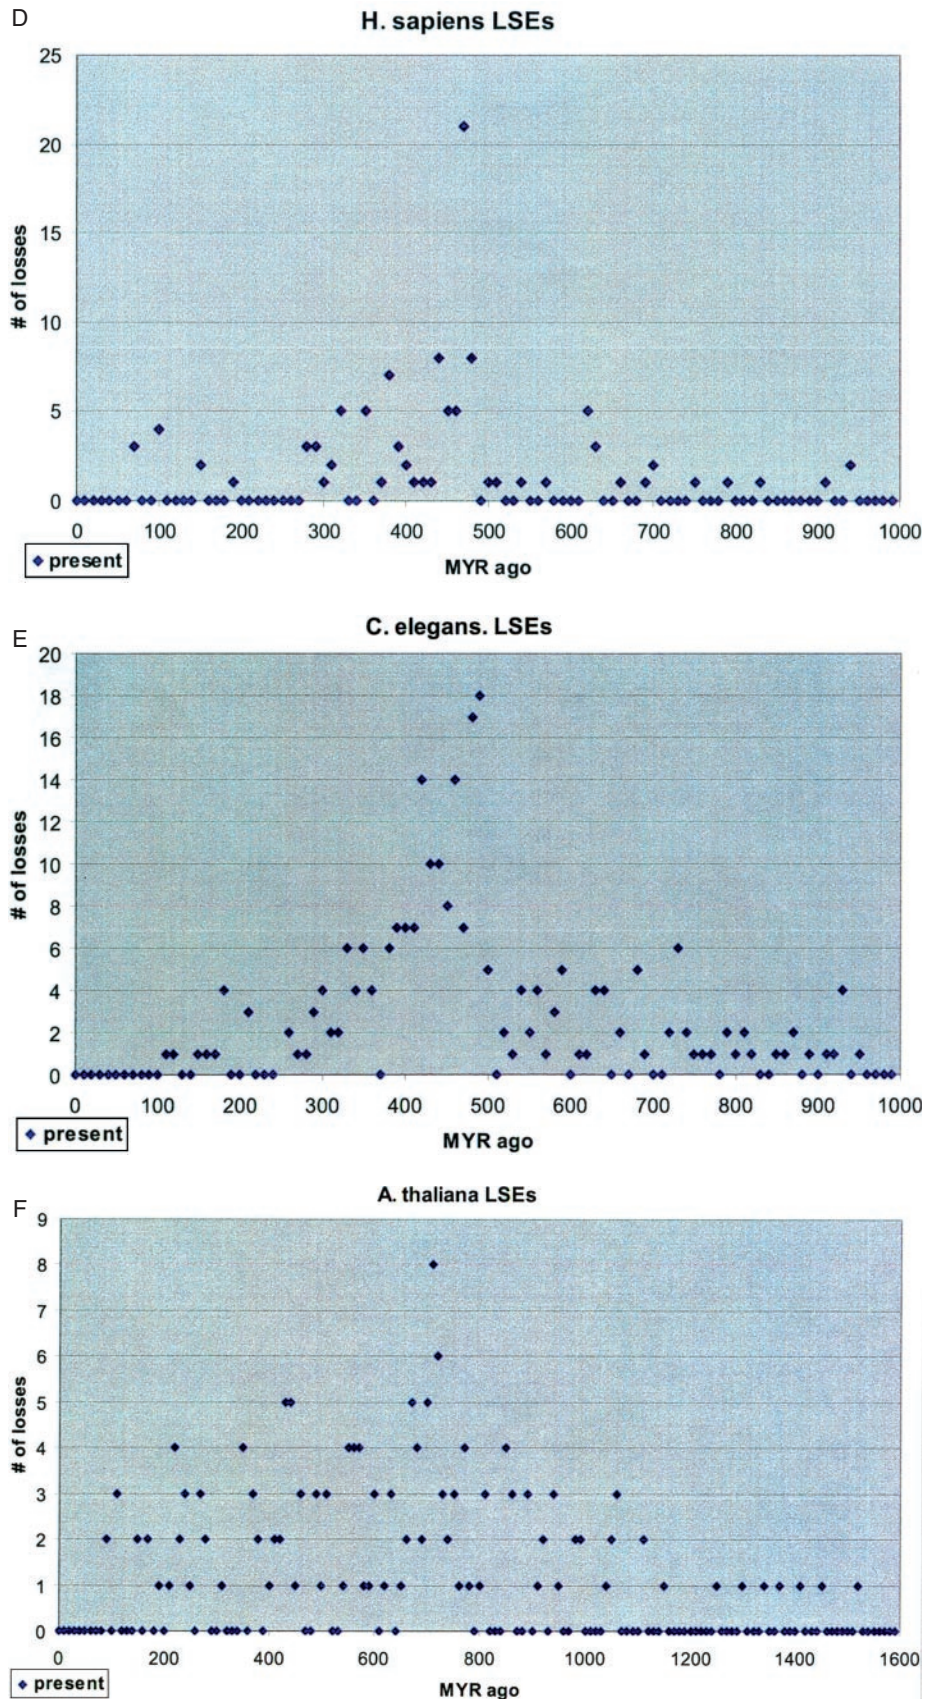 D
H. sapiens LSEs
25
20
15
10
5
0
# of losses
0 100 200 300 400 500 600 700 800 900 1000
present
MYR ago
E
C. elegans. LSEs
20
18
16
14
12
10
8
6
4
2
0
# of losses
0 100 200 300 400 500 600 700 800 900 1000
present
MYR ago
F
A. thaliana LSEs
9
8
7
6
5
4
3
2
1
0
# of losses
0 200 400 600 800 1000 1200 1400 1600
present
MYR ago